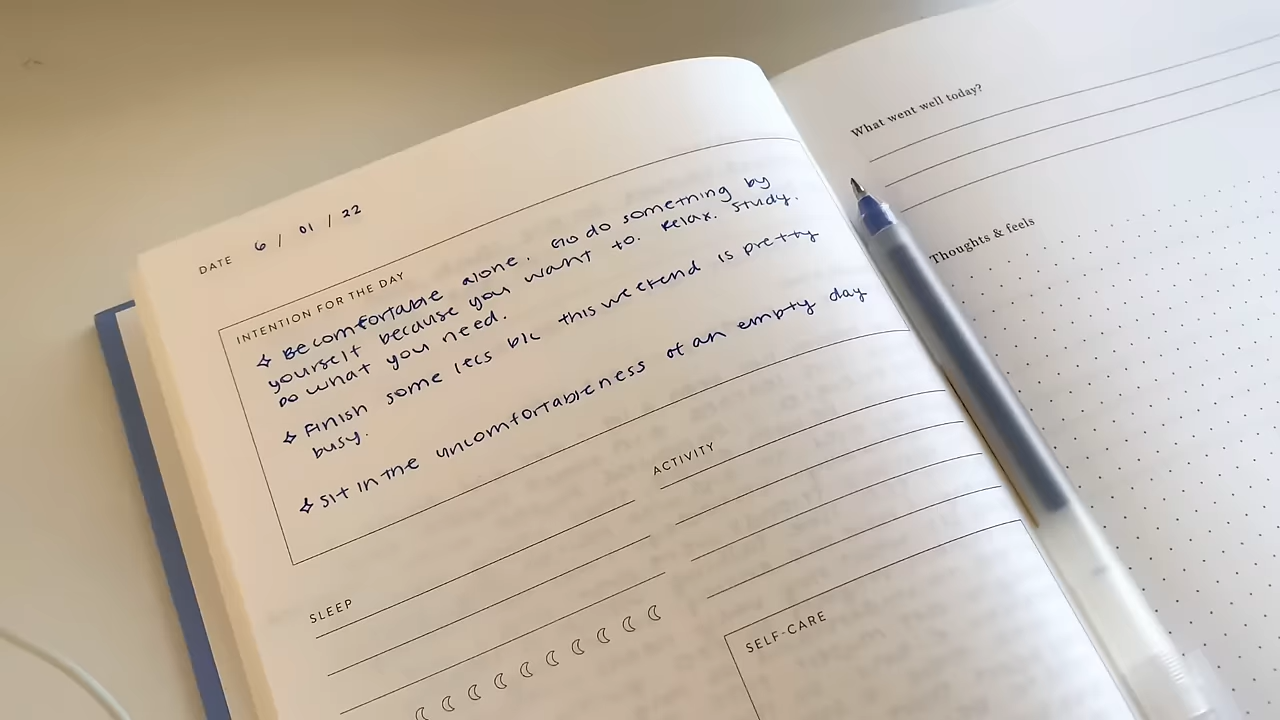 DATE 6 / 01 / 22
INTENTION FOR THE DAY
Be comfortable alone. Go do something by
yourself because you want to. Relax. Study.
Do what you need.
Finish some lecs b/c this weekend is pretty
busy.
Sit in the uncomfortableness of an empty day
SLEEP
ACTIVITY
SELF-CARE
What went well today?
Thoughts & feels